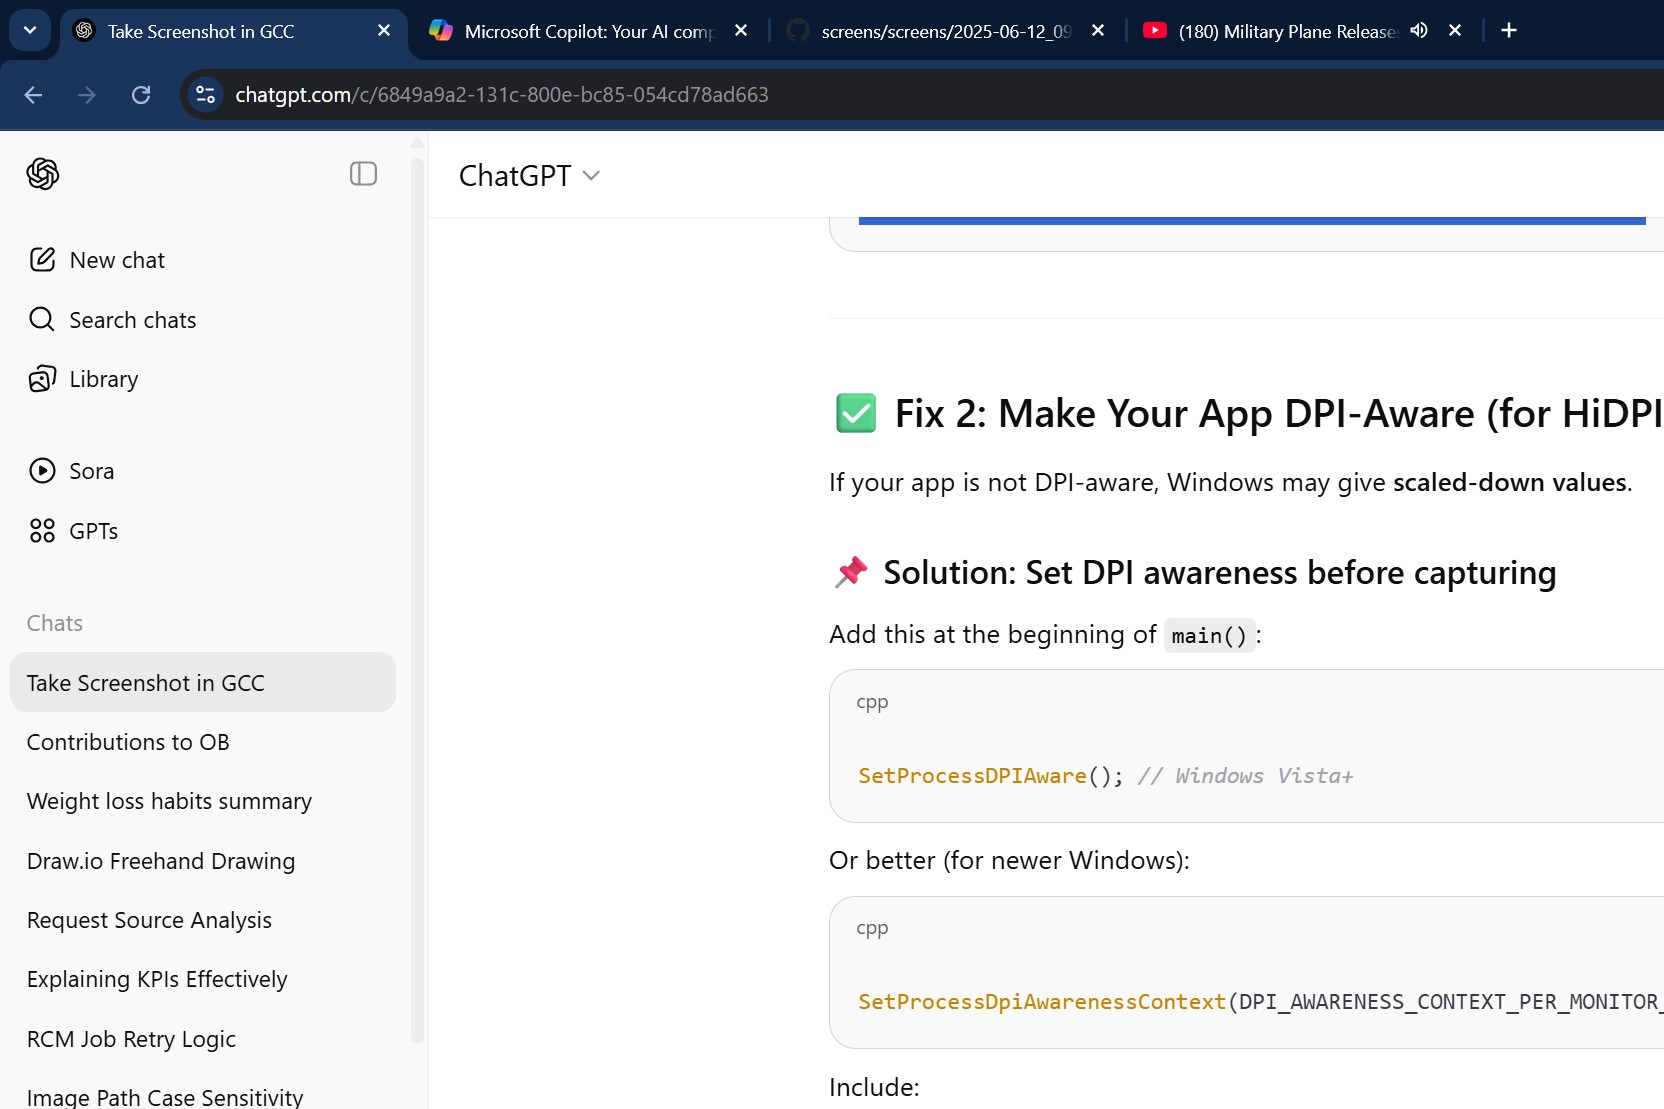 Take Screenshot in GCC
Microsoft Copilot: Your AI comp
screens/screens/2025-06-12_09
(180) Military Plane Release
chatgpt.com/c/6849a9a2-131c-800e-bc85-054cd78ad663
ChatGPT
New chat
Search chats
Library
Sora
GPTs
Chats
Take Screenshot in GCC
Contributions to OB
Weight loss habits summary
Draw.io Freehand Drawing
Request Source Analysis
Explaining KPIs Effectively
RCM Job Retry Logic
Image Path Case Sensitivity
Fix 2: Make Your App DPI-Aware (for HiDPI
If your app is not DPI-aware, Windows may give scaled-down values.
Solution: Set DPI awareness before capturing
Add this at the beginning of main():
cpp
SetProcessDPIAware(); // Windows Vista+
Or better (for newer Windows):
cpp
SetProcessDpiAwarenessContext(DPI_AWARENESS_CONTEXT_PER_MONITOR_
Include: